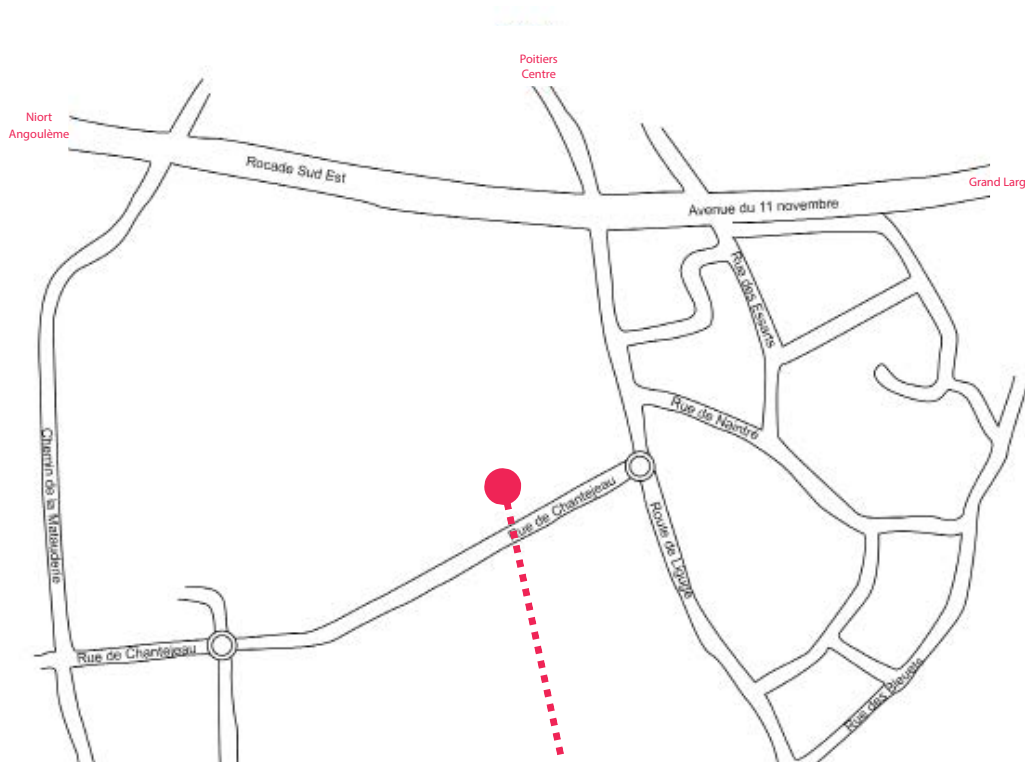 Poitiers
Centre
Niort
Angoulème
Rocade Sud Est
Grand Larg
Avenue du 11 novembre
Rue des Essarts
Rue de Naintré
Chemin de la Matauderie
Rue de Chantejeau
Route de Ligugé
Rue de Chantejeau
Rue des Bleuets